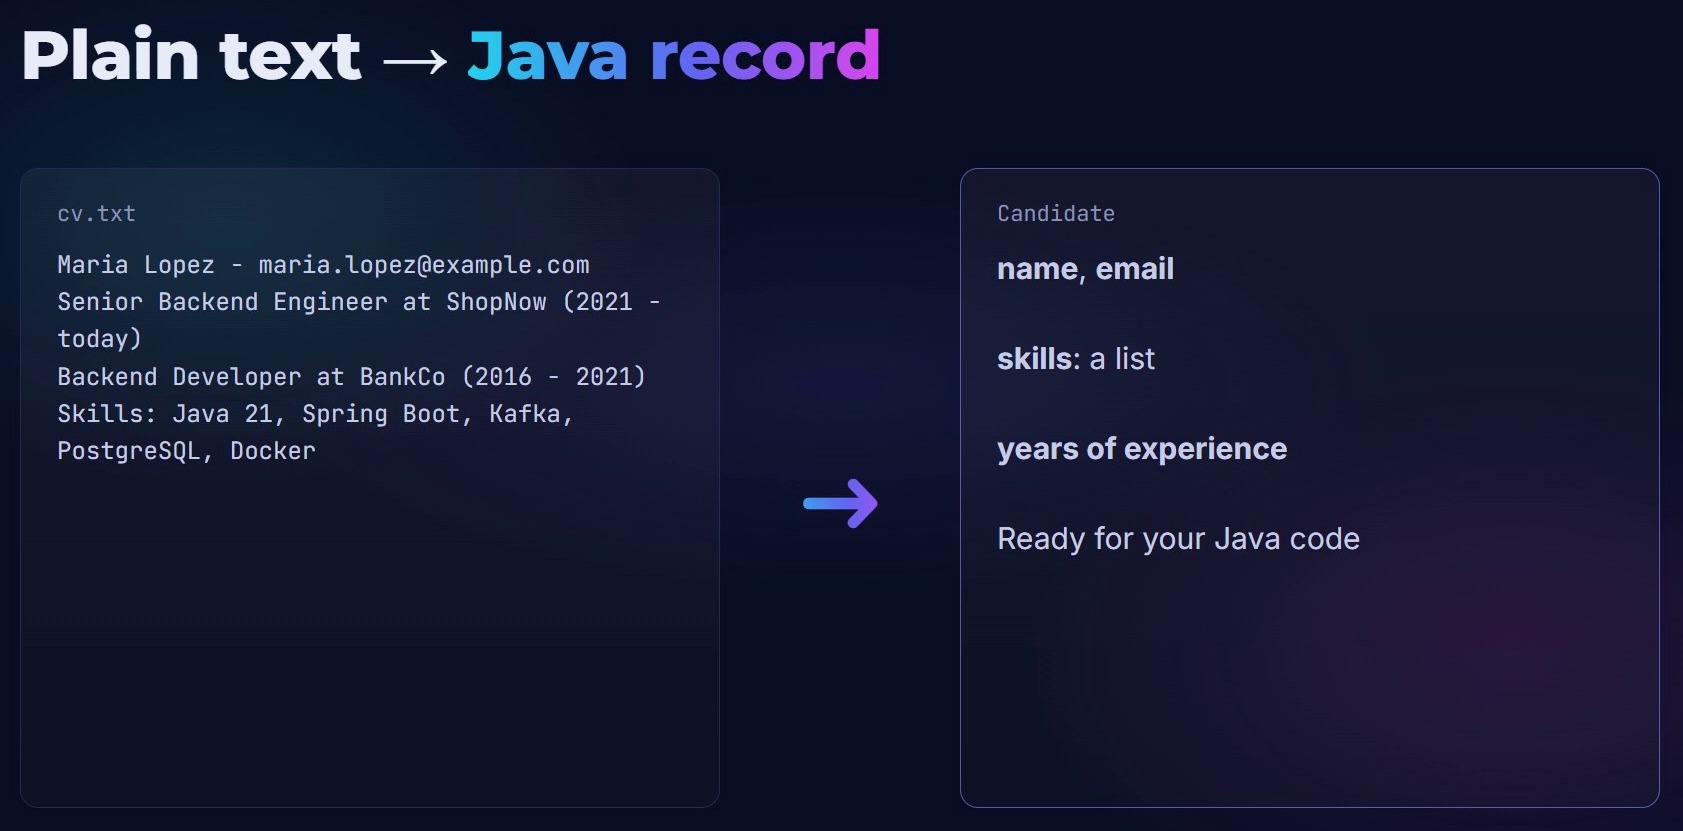 Plain text → Java record
cv.txt
Maria Lopez - maria.lopez@example.com
Senior Backend Engineer at ShopNow (2021 -
today)
Backend Developer at BankCo (2016 - 2021)
Skills: Java 21, Spring Boot, Kafka,
PostgreSQL, Docker
Candidate
name, email
skills: a list
years of experience
Ready for your Java code